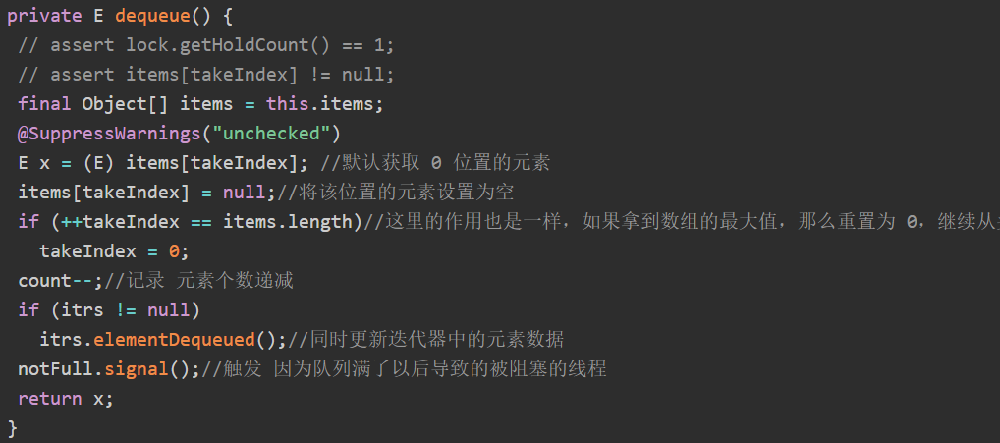 private E dequeue() {
// assert lock.getHoldCount() == 1;
// assert items[takeIndex] != null;
final Object[] items = this.items;
@SuppressWarnings("unchecked")
E x = (E) items[takeIndex]; //默认获取 0 位置的元素
items[takeIndex] = null;//将该位置的元素设置为空
if (++takeIndex == items.length)//这里的作用也是一样，如果拿到数组的最大值，那么重置为 0，继续从
takeIndex = 0;
count--;//记录 元素个数递减
if (itrs != null)
itrs.elementDequeued();//同时更新迭代器中的元素数据
notFull.signal();//触发 因为队列满了以后导致的被阻塞的线程
return x;
}